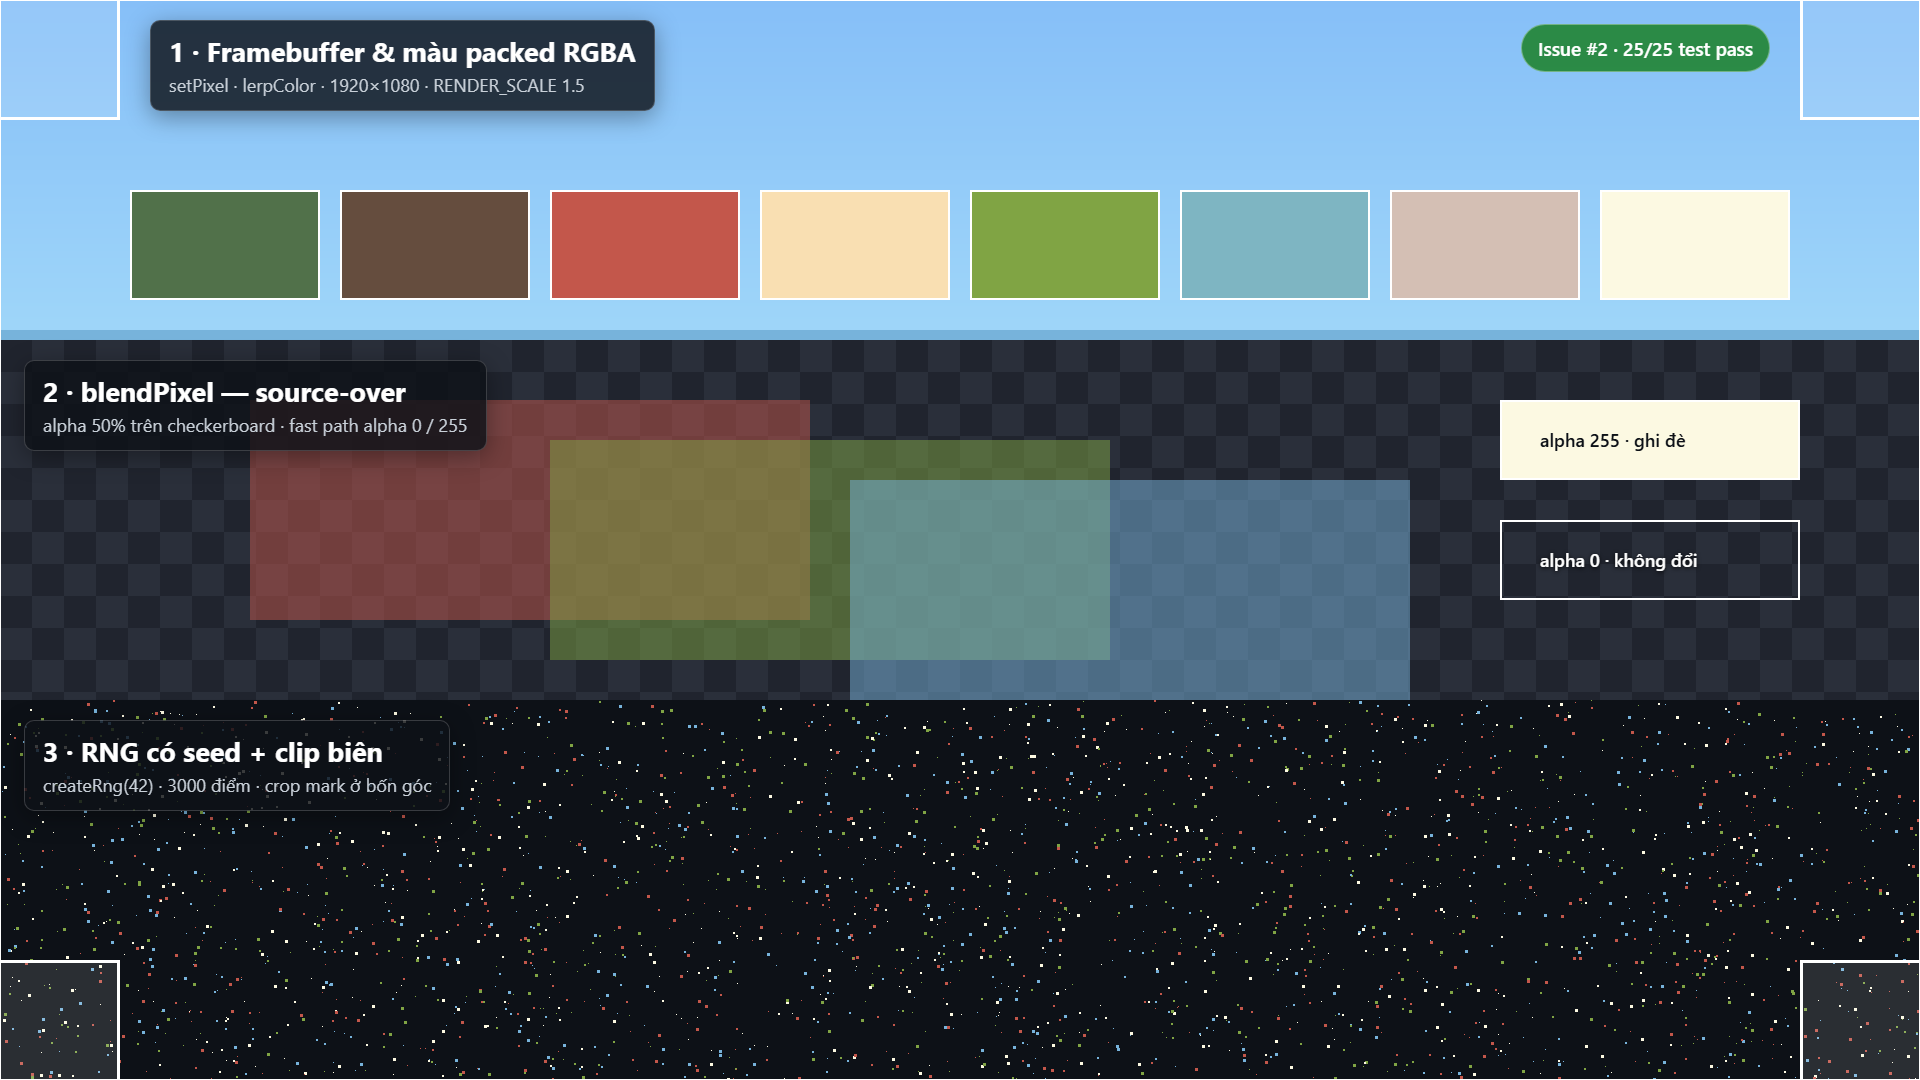 1 · Framebuffer & màu packed RGBA
setPixel · lerpColor · 1920×1080 · RENDER_SCALE 1.5
Issue #2 · 25/25 test pass
2 · blendPixel — source-over
alpha 50% trên checkerboard · fast path alpha 0 / 255
alpha 255 · ghi đè
alpha 0 · không đổi
3 · RNG có seed + clip biên
createRng(42) · 3000 điểm · crop mark ở bốn góc